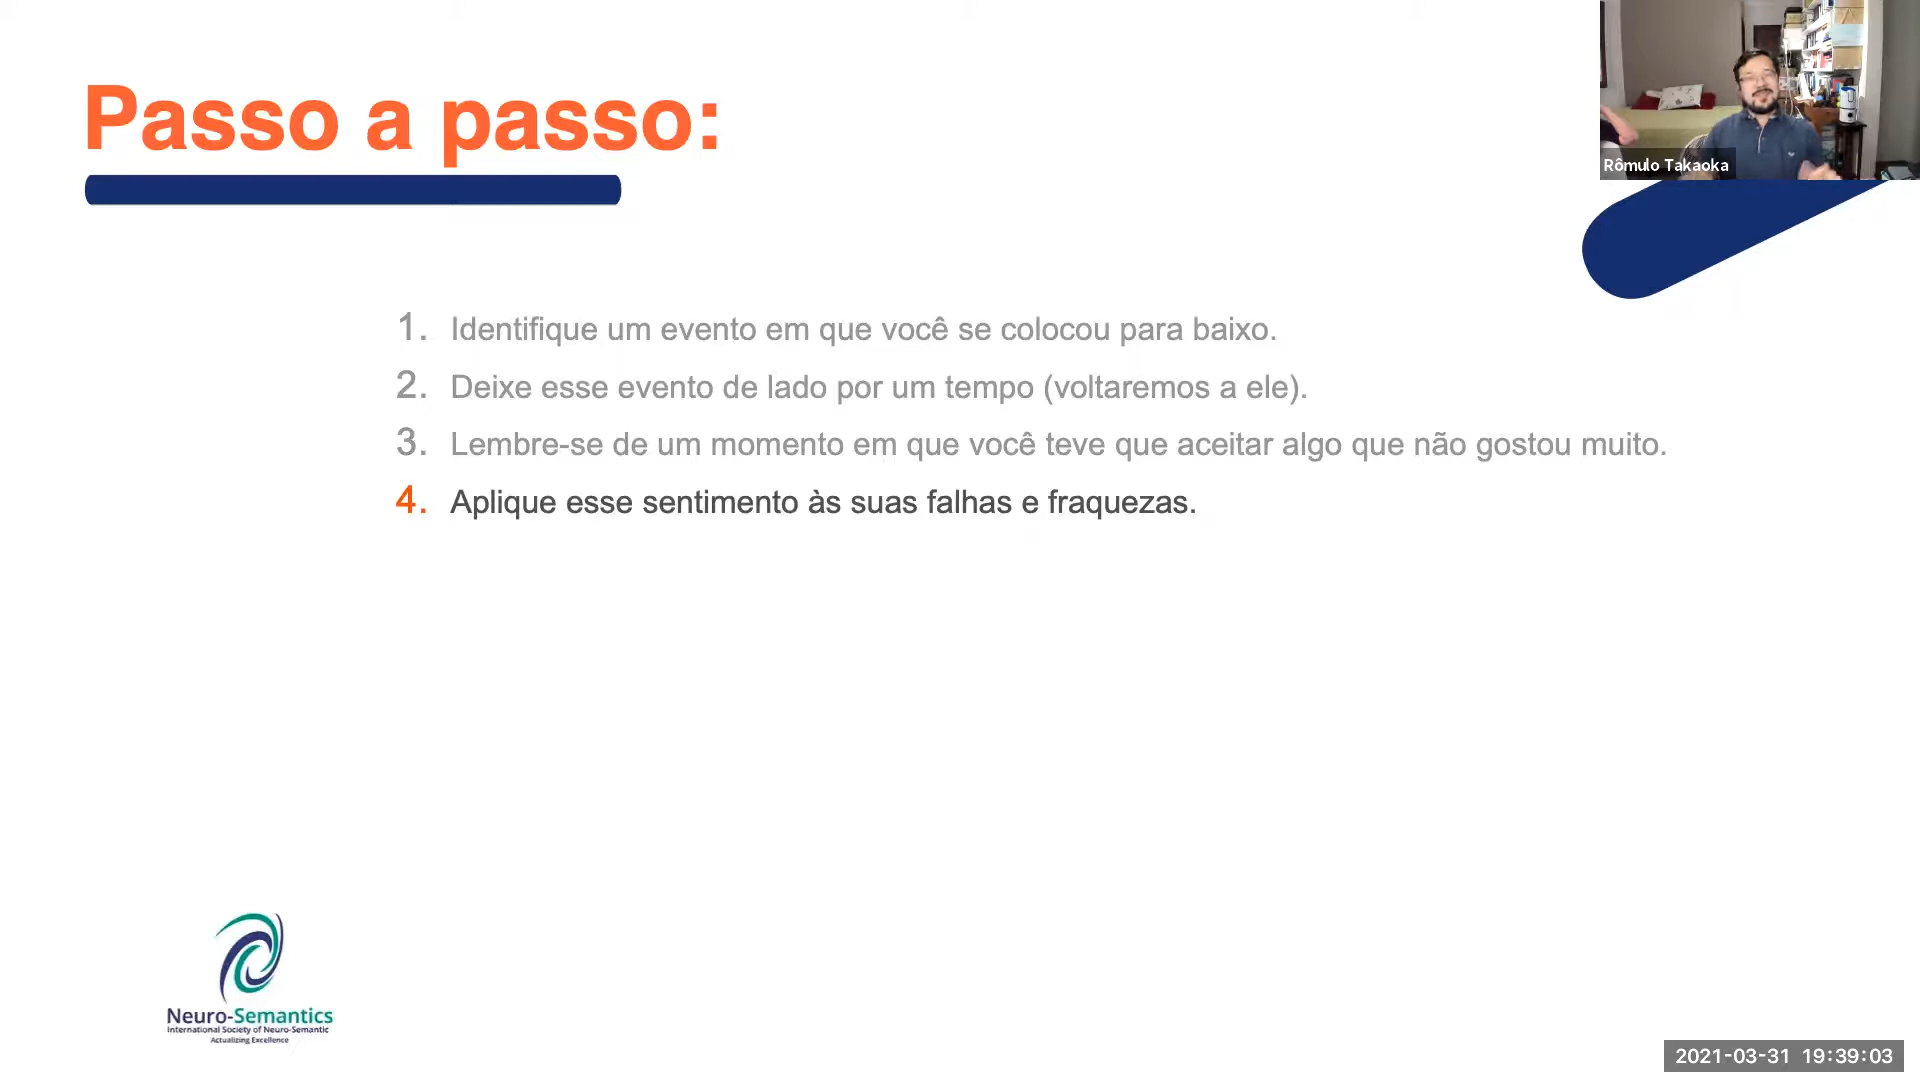 Passo a passo:
Rômulo Takaoka
1. Identifique um evento em que você se colocou para baixo.
2. Deixe esse evento de lado por um tempo (voltaremos a ele).
3. Lembre-se de um momento em que você teve que aceitar algo que não gostou muito.
4. Aplique esse sentimento às suas falhas e fraquezas.
Neuro-Semantics
International Society of Neuro-Semantic
Actualizing Excellence
2021-03-31 19:39:03